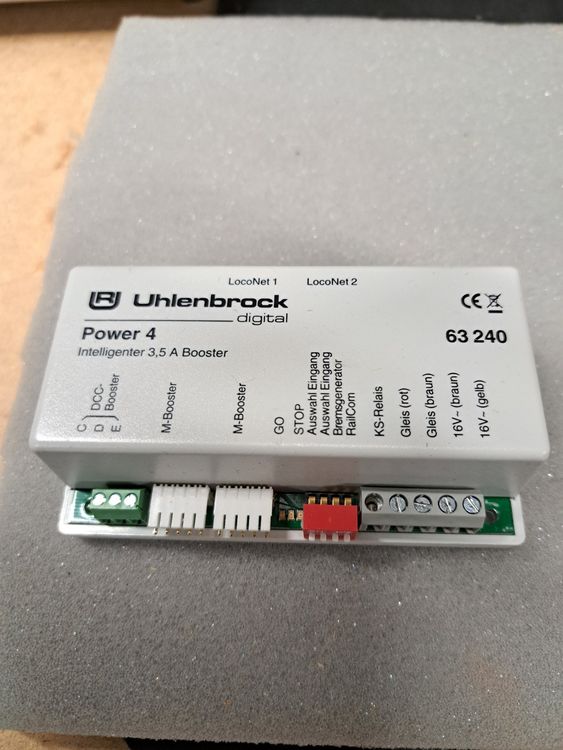 LocoNet 1
LocoNet 2
Uhlenbrock
digital
Power 4
63 240
Intelligenter 3,5 A Booster
C
D
E
DCC-
Booster
M-Booster
M-Booster
GO
STOP
Auswahl Eingang
Auswahl Eingang
Bremsgenerator
RailCom
KS-Relais
Gleis (rot)
Gleis (braun)
16V~ (braun)
16V~ (gelb)